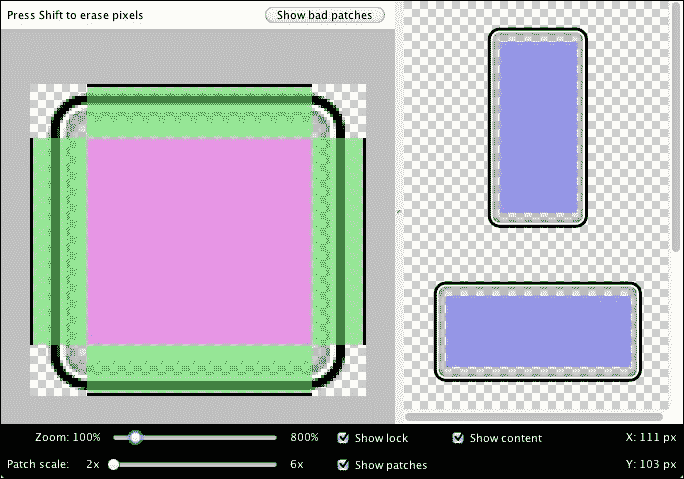 Press Shift to erase pixels
Show bad patches
Zoom: 100%
800%
Show lock
Show content
X: 111 px
Patch scale:
2x
6x
Show patches
Y: 103 px